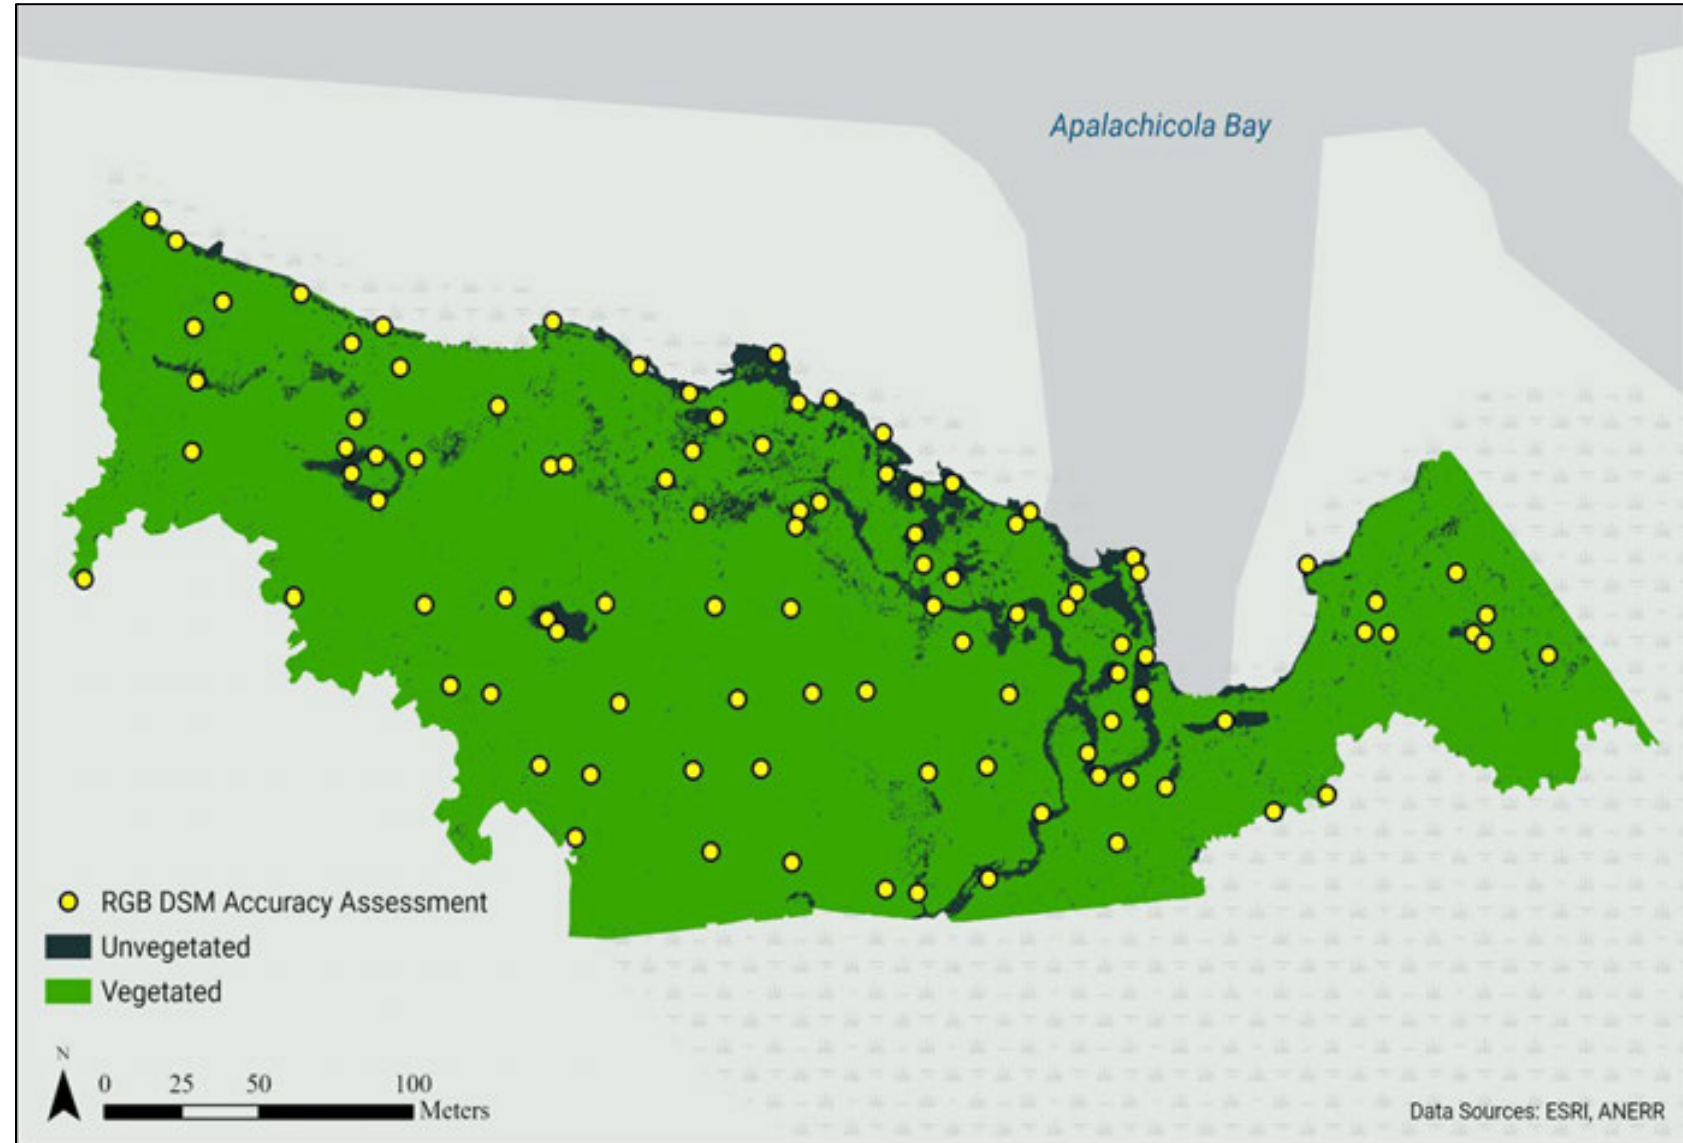 Apalachicola Bay
RGB DSM Accuracy Assessment
Unvegetated
Vegetated
N
0 25 50 100
Meters
Data Sources: ESRI, ANERR